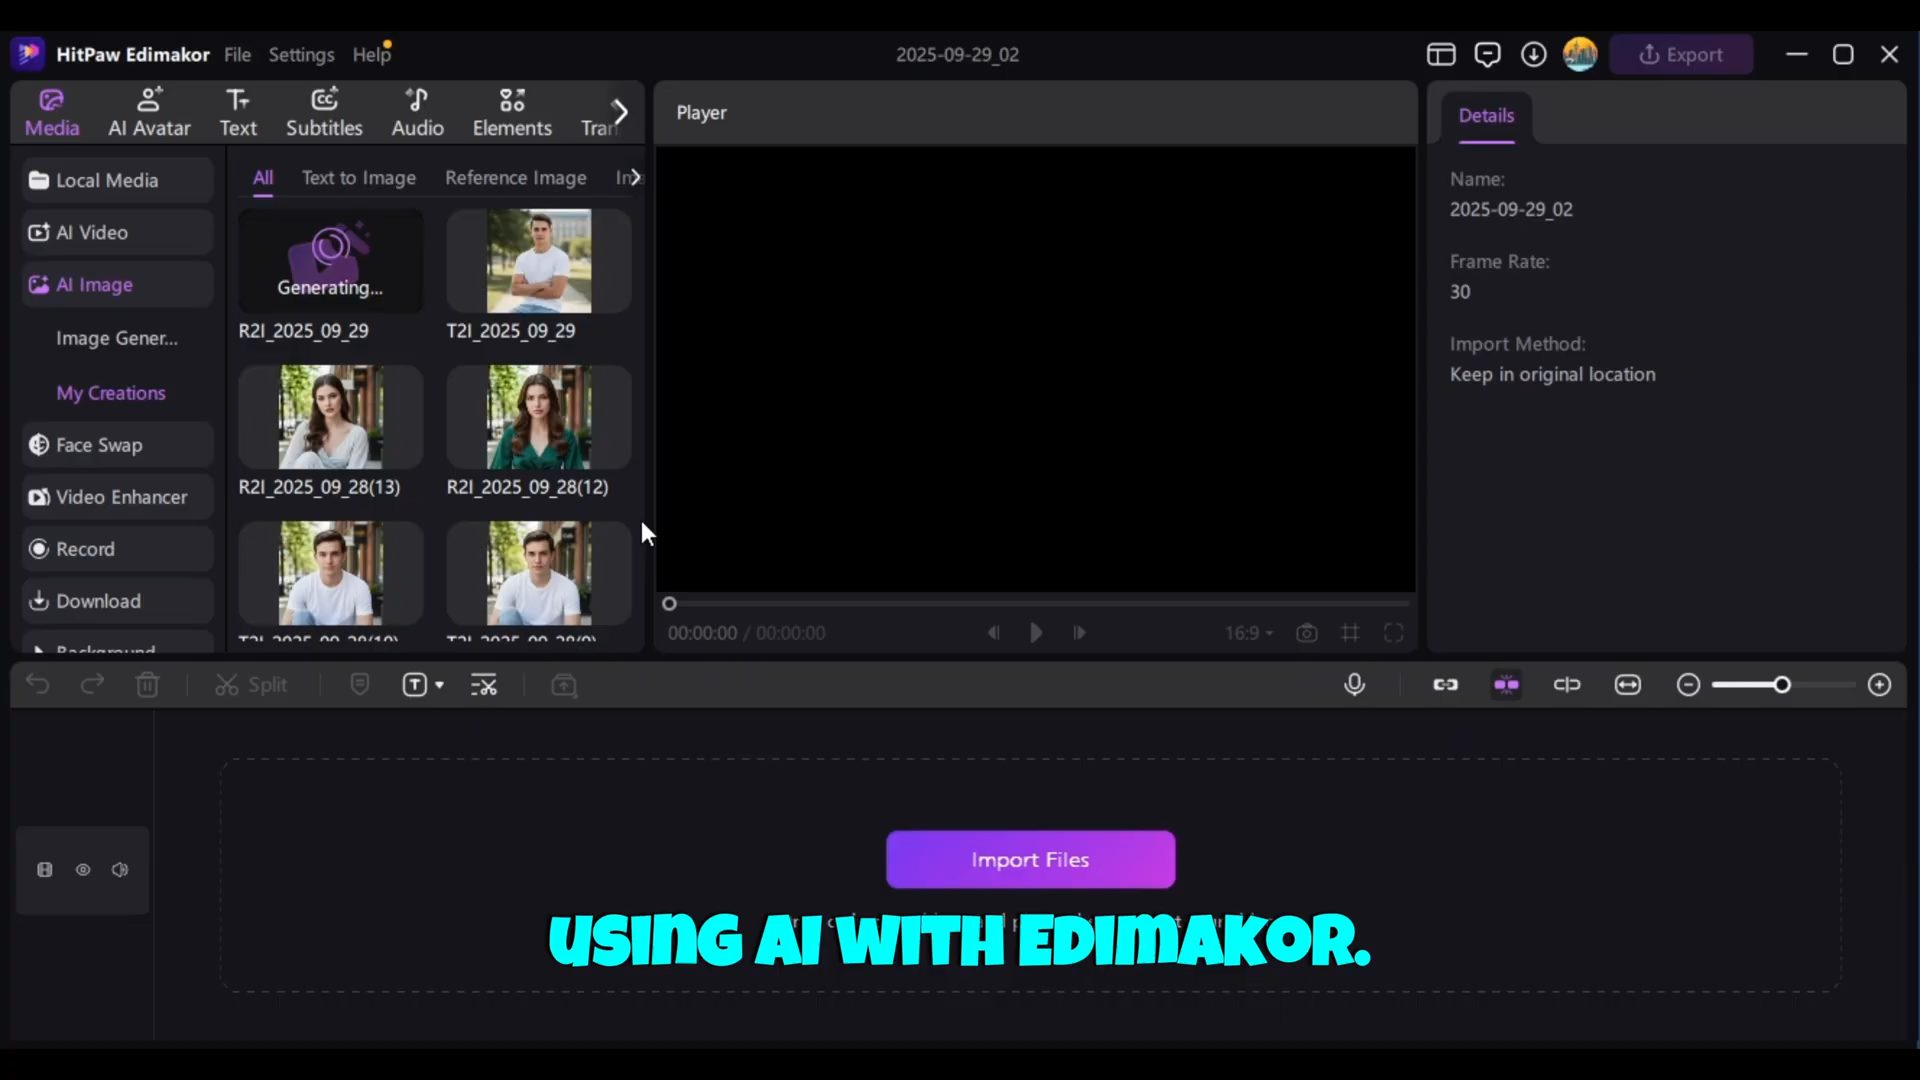 HitPaw Edimakor File Settings Help 2025-09-29_02 Export
Media AI Avatar Text Subtitles Audio Elements
Player
Details
Local Media
AI Video
AI Image
Image Gener...
My Creations
Face Swap
Video Enhancer
Record
Download
All Text to Image Reference Image
Generating...
R2I_2025_09_29 T2I_2025_09_29
R2I_2025_09_28(13) R2I_2025_09_28(12)
Name:
2025-09-29_02
Frame Rate:
30
Import Method:
Keep in original location
00:00:00 / 00:00:00 16:9
Split
Import Files
using AI with Edimakor.